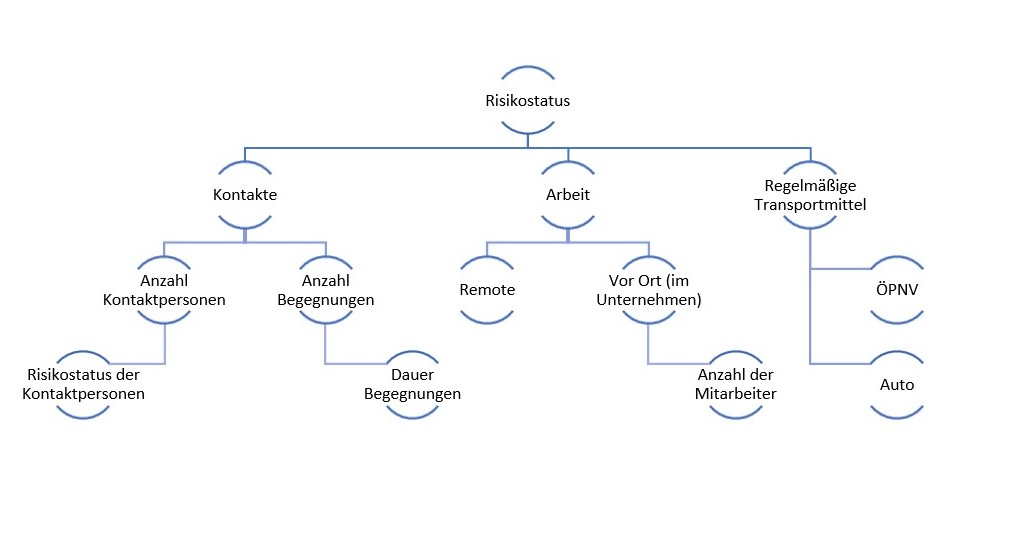 Risikostatus
Kontakte
Arbeit
Regelmäßige
Transportmittel
Anzahl
Kontaktpersonen
Anzahl
Begegnungen
Remote
Vor Ort (im
Unternehmen)
ÖPNV
Risikostatus der
Kontaktpersonen
Dauer
Begegnungen
Anzahl der
Mitarbeiter
Auto